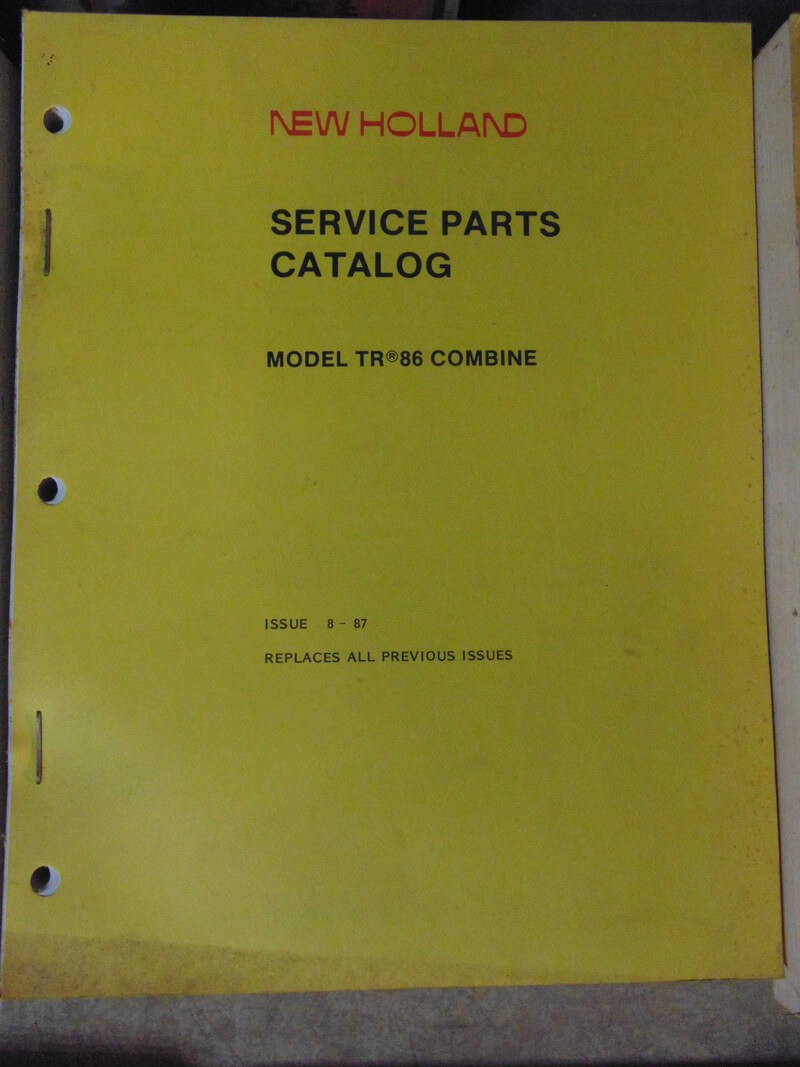 NEW HOLLAND
SERVICE PARTS
CATALOG
MODEL TR®86 COMBINE
ISSUE 8 - 87
REPLACES ALL PREVIOUS ISSUES